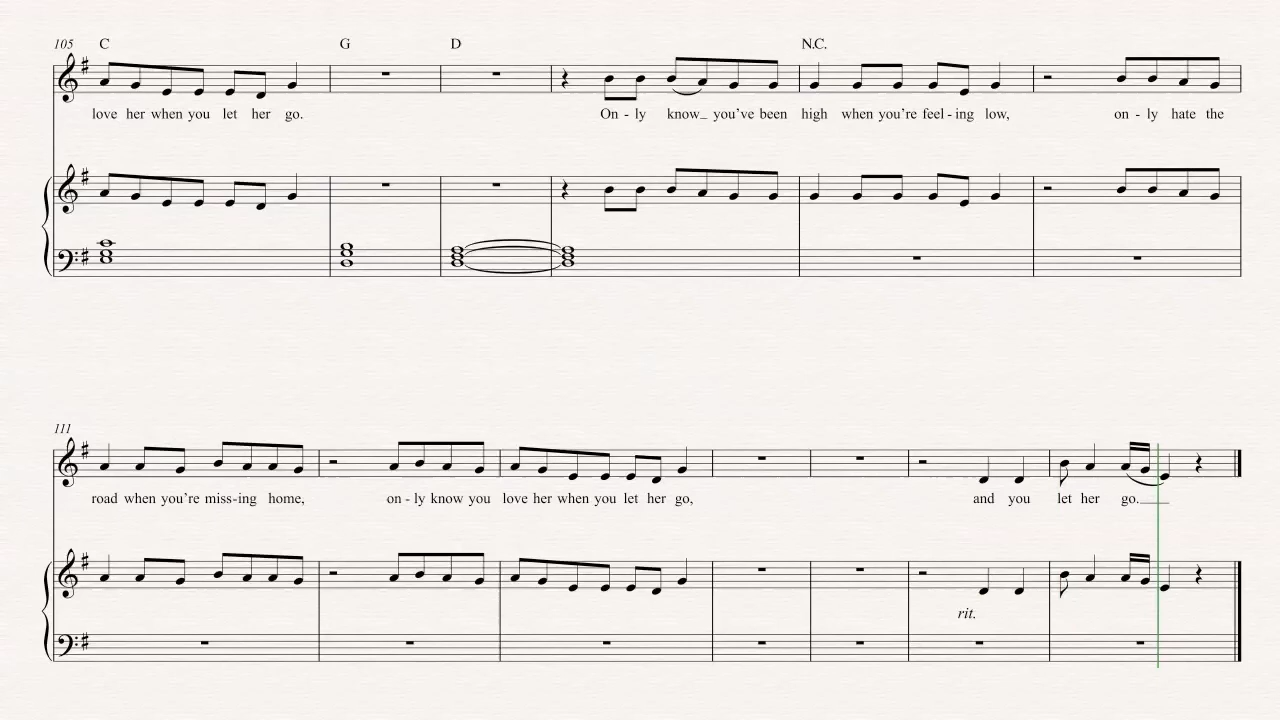 105 C G D N.C.
love her when you let her go. On - ly know_ you've been high when you're feel - ing low, on - ly hate the
111
road when you're miss-ing home, on - ly know you love her when you let her go, and you let her go.___
rit.